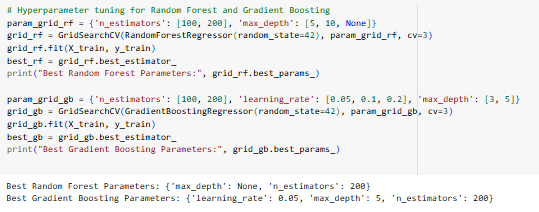 # Hyperparameter tuning for Random Forest and Gradient Boosting
param_grid_rf = {'n_estimators': [100, 200], 'max_depth': [5, 10, None]}
grid_rf = GridSearchCV(RandomForestRegressor(random_state=42), param_grid_rf, cv=3)
grid_rf.fit(X_train, y_train)
best_rf = grid_rf.best_estimator_
print("Best Random Forest Parameters:", grid_rf.best_params_)
param_grid_gb = {'n_estimators': [100, 200], 'learning_rate': [0.05, 0.1, 0.2], 'max_depth': [3, 5]}
grid_gb = GridSearchCV(GradientBoostingRegressor(random_state=42), param_grid_gb, cv=3)
grid_gb.fit(X_train, y_train)
best_gb = grid_gb.best_estimator_
print("Best Gradient Boosting Parameters:", grid_gb.best_params_)
Best Random Forest Parameters: {'max_depth': None, 'n_estimators': 200}
Best Gradient Boosting Parameters: {'learning_rate': 0.05, 'max_depth': 5, 'n_estimators': 200}